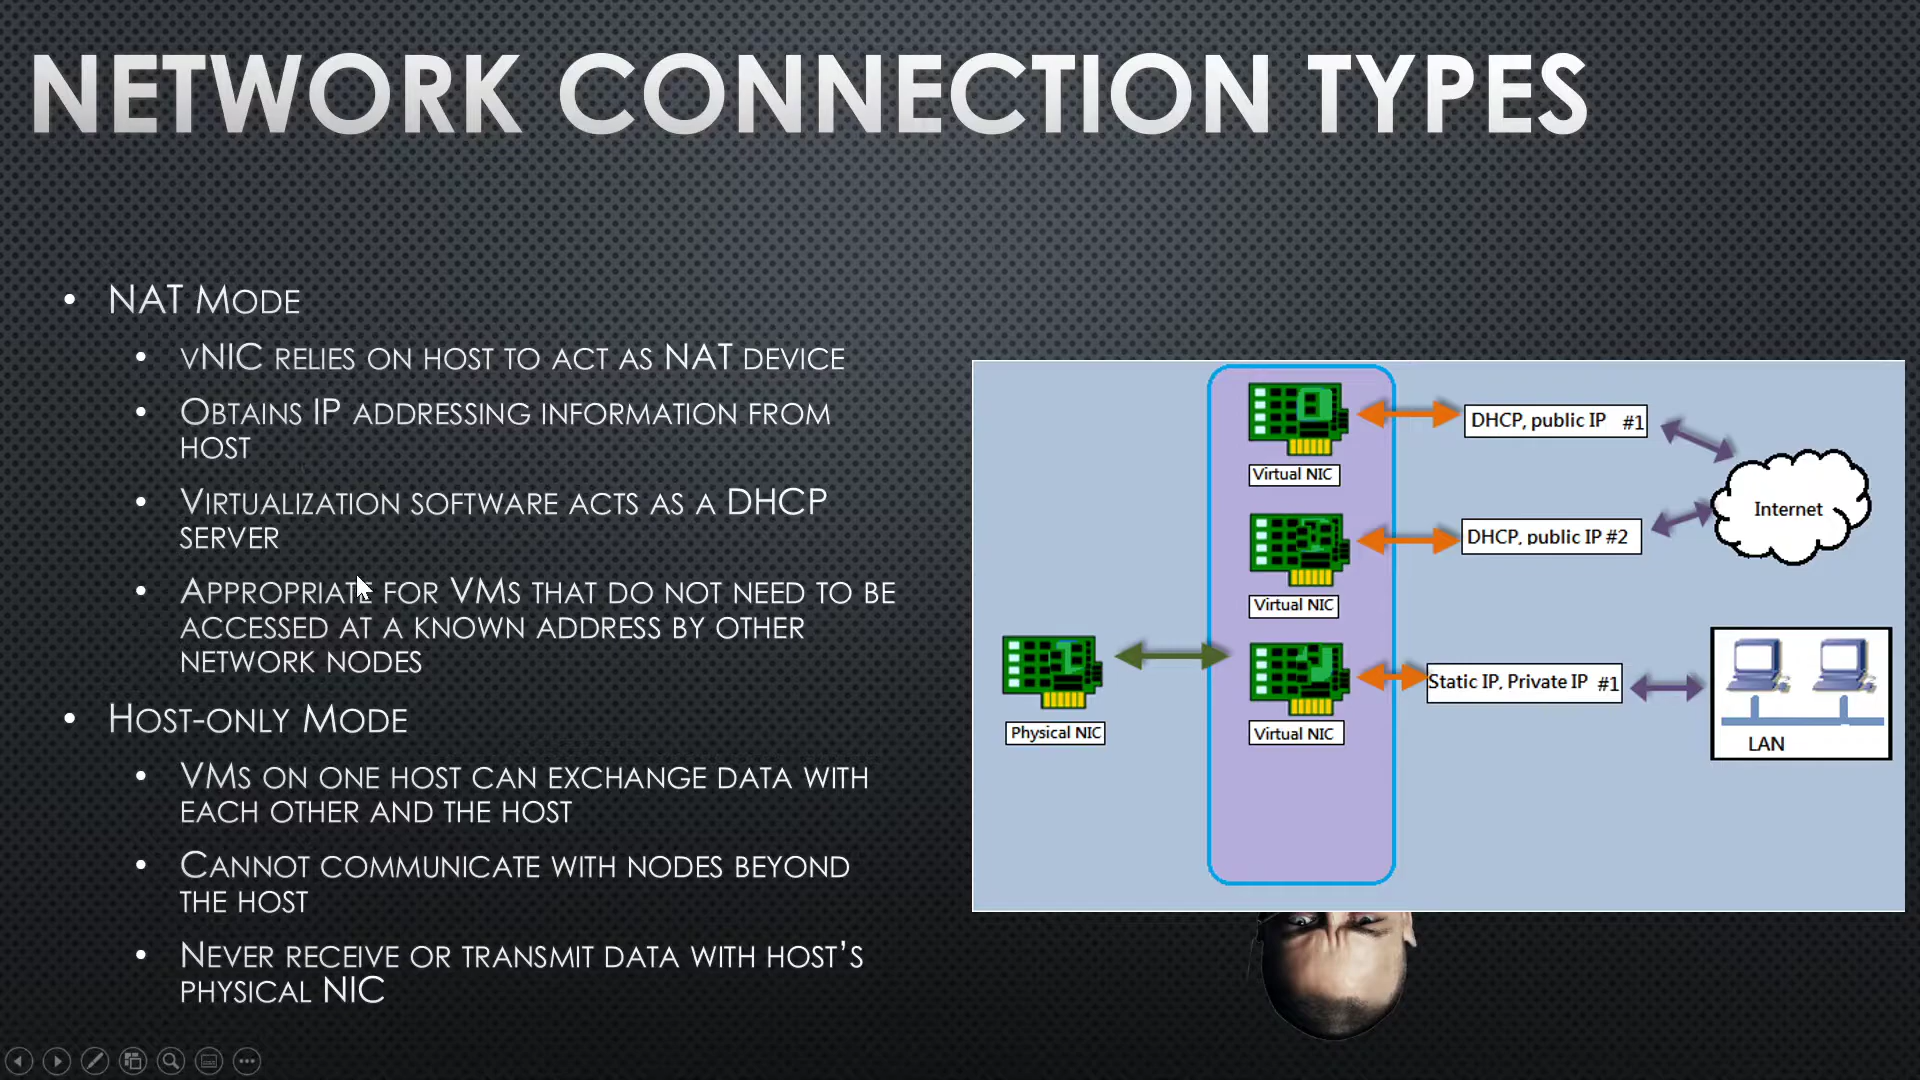 NETWORK CONNECTION TYPES
• NAT MODE
• VNIC RELIES ON HOST TO ACT AS NAT DEVICE
• OBTAINS IP ADDRESSING INFORMATION FROM
HOST
• VIRTUALIZATION SOFTWARE ACTS AS A DHCP
SERVER
• APPROPRIATE FOR VMS THAT DO NOT NEED TO BE
ACCESSED AT A KNOWN ADDRESS BY OTHER
NETWORK NODES
• HOST-ONLY MODE
• VMS ON ONE HOST CAN EXCHANGE DATA WITH
EACH OTHER AND THE HOST
• CANNOT COMMUNICATE WITH NODES BEYOND
THE HOST
• NEVER RECEIVE OR TRANSMIT DATA WITH HOST'S
PHYSICAL NIC
DHCP, public IP #1
Virtual NIC
Internet
DHCP, public IP #2
Virtual NIC
Static IP, Private IP #1
Physical NIC
Virtual NIC
LAN